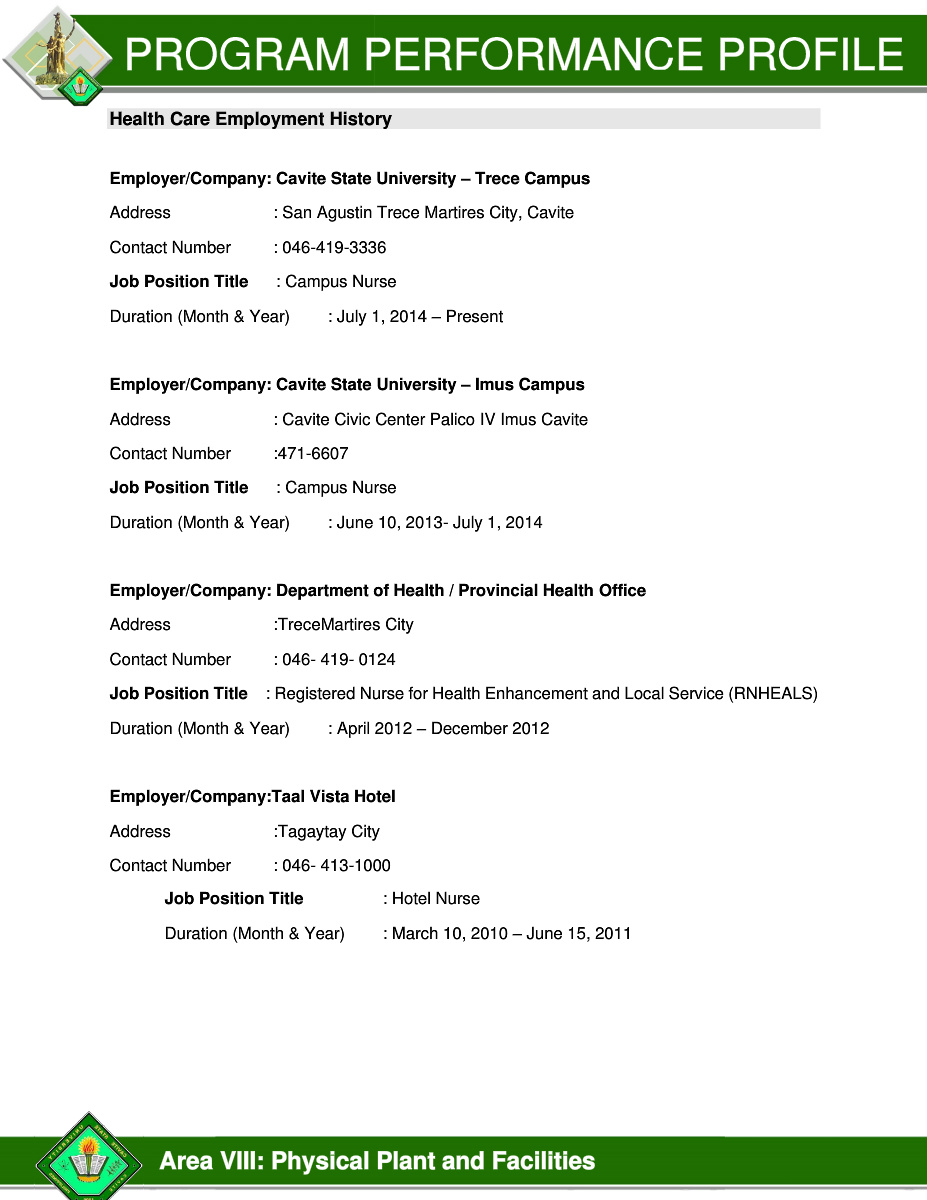 PROGRAM PERFORMANCE PROFILE
Health Care Employment History
Employer/Company: Cavite State University – Trece Campus
Address : San Agustin Trece Martires City, Cavite
Contact Number : 046-419-3336
Job Position Title : Campus Nurse
Duration (Month & Year) : July 1, 2014 – Present
Employer/Company: Cavite State University – Imus Campus
Address : Cavite Civic Center Palico IV Imus Cavite
Contact Number :471-6607
Job Position Title : Campus Nurse
Duration (Month & Year) : June 10, 2013- July 1, 2014
Employer/Company: Department of Health / Provincial Health Office
Address :TreceMartires City
Contact Number : 046- 419- 0124
Job Position Title : Registered Nurse for Health Enhancement and Local Service (RNHEALS)
Duration (Month & Year) : April 2012 – December 2012
Employer/Company:Taal Vista Hotel
Address :Tagaytay City
Contact Number : 046- 413-1000
Job Position Title : Hotel Nurse
Duration (Month & Year) : March 10, 2010 – June 15, 2011
Area VIII: Physical Plant and Facilities